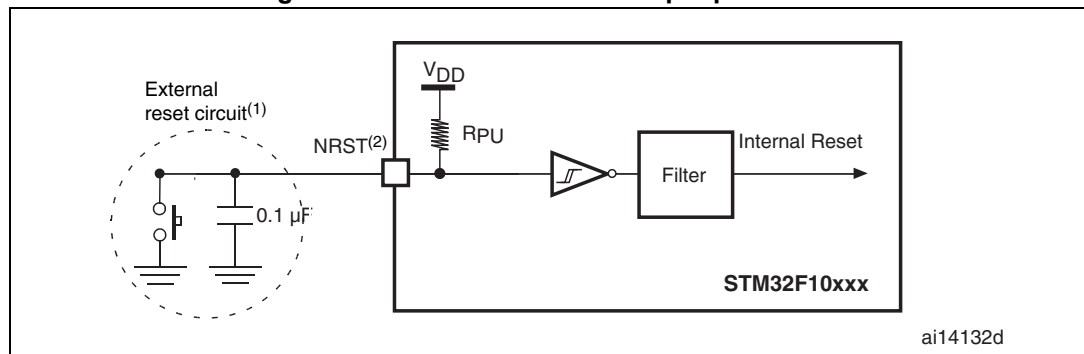 External
reset circuit(1)
VDD
RPU
NRST(2)
Internal Reset
Filter
0.1 µF
STM32F10xxx
ai14132d